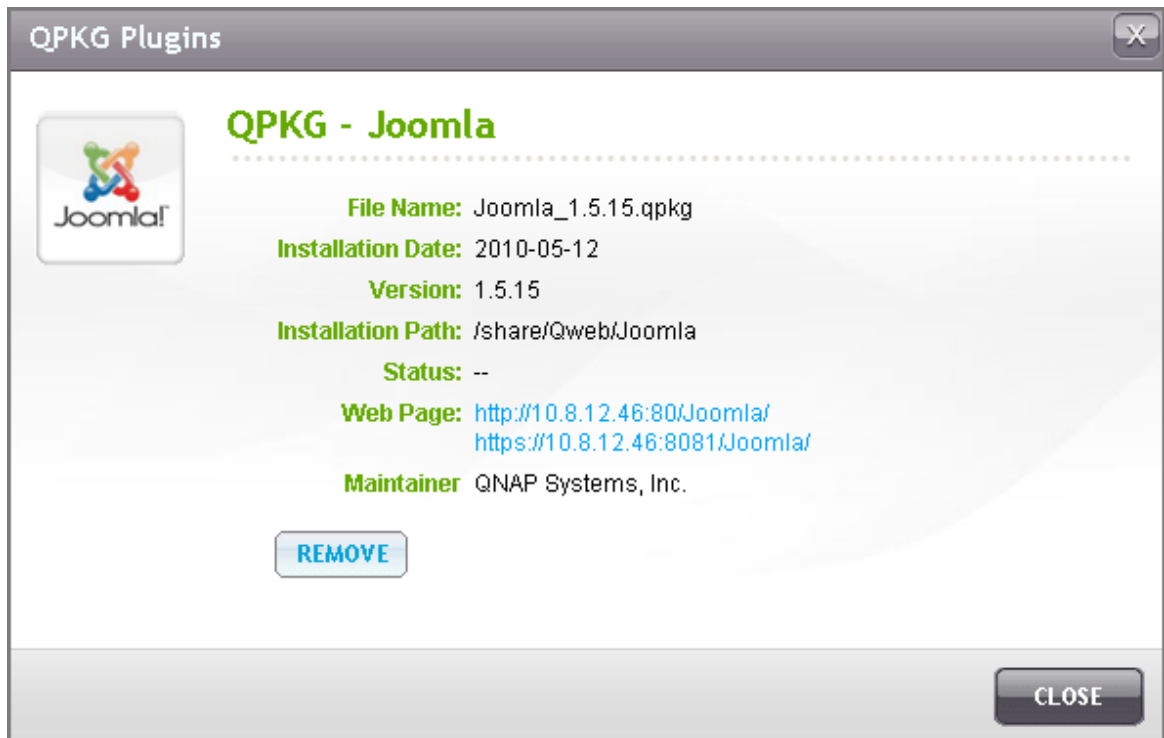 QPKG Plugins
X
QPKG - Joomla
Joomla!
File Name: Joomla_1.5.15.qpkg
Installation Date: 2010-05-12
Version: 1.5.15
Installation Path: /share/Qweb/Joomla
Status: --
Web Page: http://10.8.12.46:80/Joomla/
https://10.8.12.46:8081/Joomla/
Maintainer QNAP Systems, Inc.
REMOVE
CLOSE